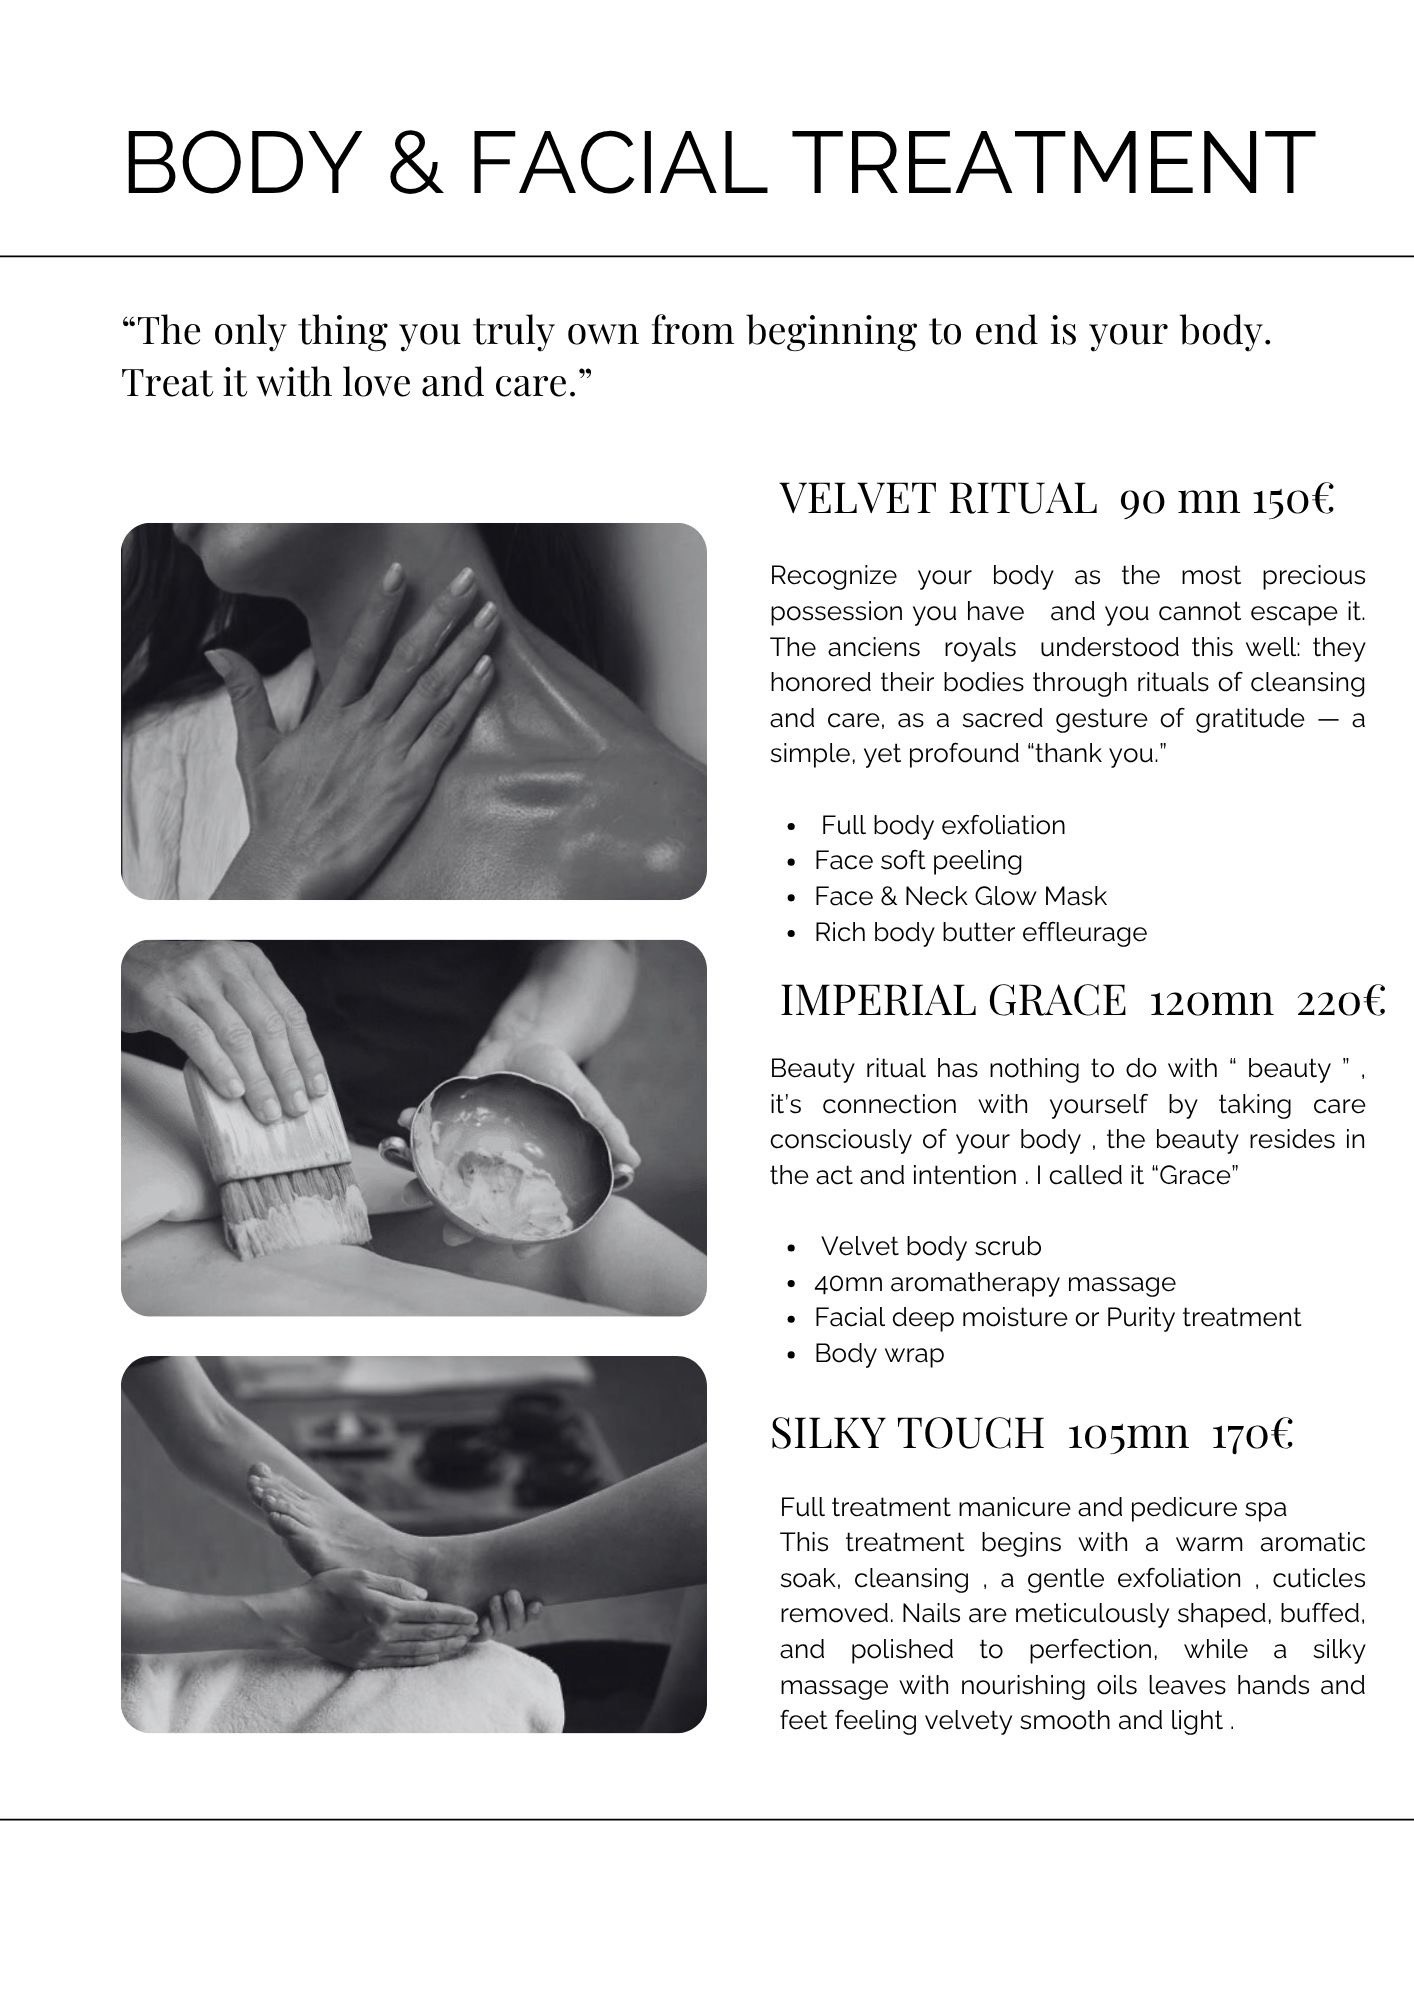 BODY & FACIAL TREATMENT
“The only thing you truly own from beginning to end is your body.
Treat it with love and care.”
VELVET RITUAL 90 mn 150€
Recognize your body as the most precious
possession you have and you cannot escape it.
The anciens royals understood this well: they
honored their bodies through rituals of cleansing
and care, as a sacred gesture of gratitude — a
simple, yet profound “thank you.”
• Full body exfoliation
• Face soft peeling
• Face & Neck Glow Mask
• Rich body butter effleurage
IMPERIAL GRACE 120mn 220€
Beauty ritual has nothing to do with “ beauty ” ,
it’s connection with yourself by taking care
consciously of your body , the beauty resides in
the act and intention . I called it “Grace”
• Velvet body scrub
• 40mn aromatherapy massage
• Facial deep moisture or Purity treatment
• Body wrap
SILKY TOUCH 105mn 170€
Full treatment manicure and pedicure spa
This treatment begins with a warm aromatic
soak, cleansing , a gentle exfoliation , cuticles
removed. Nails are meticulously shaped, buffed,
and polished to perfection, while a silky
massage with nourishing oils leaves hands and
feet feeling velvety smooth and light .